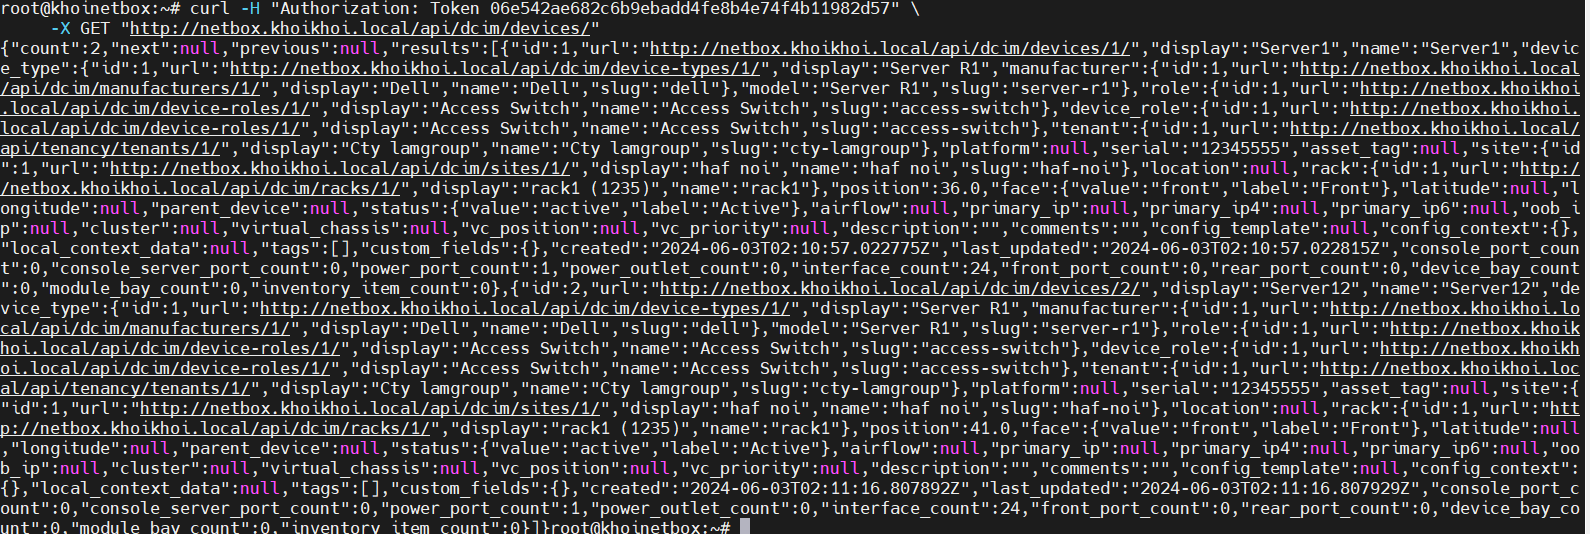 root@khoinetbox:~# curl -H "Authorization: Token 06e542ae682c6b9ebadd4fe8b4e74f4b11982d57" \
     -X GET "http://netbox.khoikhoi.local/api/dcim/devices/"
{"count":2,"next":null,"previous":null,"results":[{"id":1,"url":"http://netbox.khoikhoi.local/api/dcim/devices/1/","display":"Server1","name":"Server1","devic
e_type":{"id":1,"url":"http://netbox.khoikhoi.local/api/dcim/device-types/1/","display":"Server R1","manufacturer":{"id":1,"url":"http://netbox.khoikhoi.local
/api/dcim/manufacturers/1/","display":"Dell","name":"Dell","slug":"dell"},"model":"Server R1","slug":"server-r1"},"role":{"id":1,"url":"http://netbox.khoikhoi
.local/api/dcim/device-roles/1/","display":"Access Switch","name":"Access Switch","slug":"access-switch"},"device_role":{"id":1,"url":"http://netbox.khoikhoi.
local/api/dcim/device-roles/1/","display":"Access Switch","name":"Access Switch","slug":"access-switch"},"tenant":{"id":1,"url":"http://netbox.khoikhoi.local/
api/tenancy/tenants/1/","display":"Cty lamgroup","name":"Cty lamgroup","slug":"cty-lamgroup"},"platform":null,"serial":"12345555","asset_tag":null,"site":{"id
":1,"url":"http://netbox.khoikhoi.local/api/dcim/sites/1/","display":"haf noi","name":"haf noi","slug":"haf-noi"},"location":null,"rack":{"id":1,"url":"http:/
/netbox.khoikhoi.local/api/dcim/racks/1/","display":"rack1 (1235)","name":"rack1"},"position":36.0,"face":{"value":"front","label":"Front"},"latitude":null,"l
ongitude":null,"parent_device":null,"status":{"value":"active","label":"Active"},"airflow":null,"primary_ip":null,"primary_ip4":null,"primary_ip6":null,"oob_i
p":null,"cluster":null,"virtual_chassis":null,"vc_position":null,"vc_priority":null,"description":"","comments":"","config_template":null,"config_context":{},
"local_context_data":null,"tags":[],"custom_fields":{},"created":"2024-06-03T02:10:57.022775Z","last_updated":"2024-06-03T02:10:57.022815Z","console_port_coun
t":0,"console_server_port_count":0,"power_port_count":1,"power_outlet_count":0,"interface_count":24,"front_port_count":0,"rear_port_count":0,"device_bay_count
":0,"module_bay_count":0,"inventory_item_count":0},{"id":2,"url":"http://netbox.khoikhoi.local/api/dcim/devices/2/","display":"Server12","name":"Server12","de
vice_type":{"id":1,"url":"http://netbox.khoikhoi.local/api/dcim/device-types/1/","display":"Server R1","manufacturer":{"id":1,"url":"http://netbox.khoikhoi.lo
cal/api/dcim/manufacturers/1/","display":"Dell","name":"Dell","slug":"dell"},"model":"Server R1","slug":"server-r1"},"role":{"id":1,"url":"http://netbox.khoik
hoi.local/api/dcim/device-roles/1/","display":"Access Switch","name":"Access Switch","slug":"access-switch"},"device_role":{"id":1,"url":"http://netbox.khoikh
oi.local/api/dcim/device-roles/1/","display":"Access Switch","name":"Access Switch","slug":"access-switch"},"tenant":{"id":1,"url":"http://netbox.khoikhoi.loc
al/api/tenancy/tenants/1/","display":"Cty lamgroup","name":"Cty lamgroup","slug":"cty-lamgroup"},"platform":null,"serial":"12345555","asset_tag":null,"site":{
"id":1,"url":"http://netbox.khoikhoi.local/api/dcim/sites/1/","display":"haf noi","name":"haf noi","slug":"haf-noi"},"location":null,"rack":{"id":1,"url":"htt
p://netbox.khoikhoi.local/api/dcim/racks/1/","display":"rack1 (1235)","name":"rack1"},"position":41.0,"face":{"value":"front","label":"Front"},"latitude":null
,"longitude":null,"parent_device":null,"status":{"value":"active","label":"Active"},"airflow":null,"primary_ip":null,"primary_ip4":null,"primary_ip6":null,"oo
b_ip":null,"cluster":null,"virtual_chassis":null,"vc_position":null,"vc_priority":null,"description":"","comments":"","config_template":null,"config_context":
{},"local_context_data":null,"tags":[],"custom_fields":{},"created":"2024-06-03T02:11:16.807892Z","last_updated":"2024-06-03T02:11:16.807929Z","console_port_c
ount":0,"console_server_port_count":0,"power_port_count":1,"power_outlet_count":0,"interface_count":24,"front_port_count":0,"rear_port_count":0,"device_bay_co
unt":0,"module_bay_count":0,"inventory_item_count":0}]}root@khoinetbox:~#